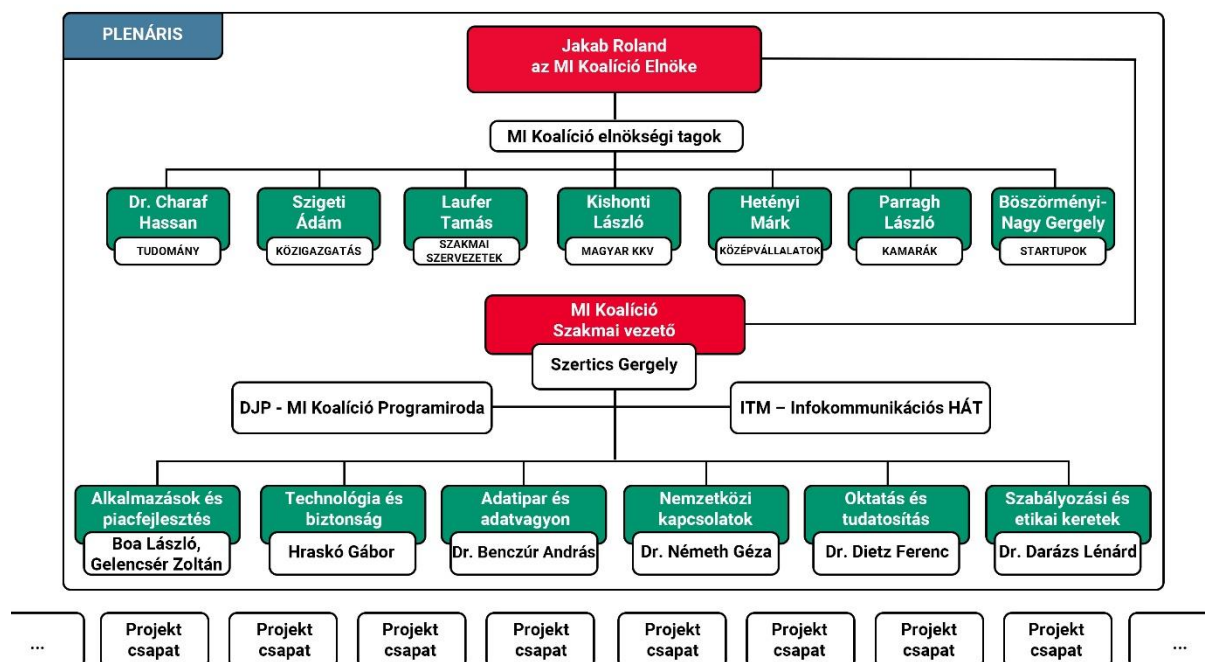 PLENÁRIS
Jakab Roland
az MI Koalíció Elnöke
MI Koalíció elnökségi tagok
Dr. Charaf
Hassan
TUDOMÁNY
Szigeti
Ádám
KÖZIGAZGATÁS
Laufer
Tamás
SZAKMAI
SZERVEZETEK
Kishonti
László
MAGYAR KKV
Hetényi
Márk
KÖZÉPVÁLLALATOK
Parragh
László
KAMARÁK
Böszörményi-
Nagy Gergely
STARTUPOK
MI Koalíció
Szakmai vezető
Szertics Gergely
DJP - MI Koalíció Programiroda
ITM – Infokommunikációs HÁT
Alkalmazások és
piacfejlesztés
Boa László,
Gelencsér Zoltán
Technológia és
biztonság
Hraskó Gábor
Adatipar és
adatvagyon
Dr. Benczúr András
Nemzetközi
kapcsolatok
Dr. Németh Géza
Oktatás és
tudatosítás
Dr. Dietz Ferenc
Szabályozási és
etikai keretek
Dr. Darázs Lénárd
...
Projekt
csapat
Projekt
csapat
Projekt
csapat
Projekt
csapat
Projekt
csapat
Projekt
csapat
Projekt
csapat
Projekt
csapat
...